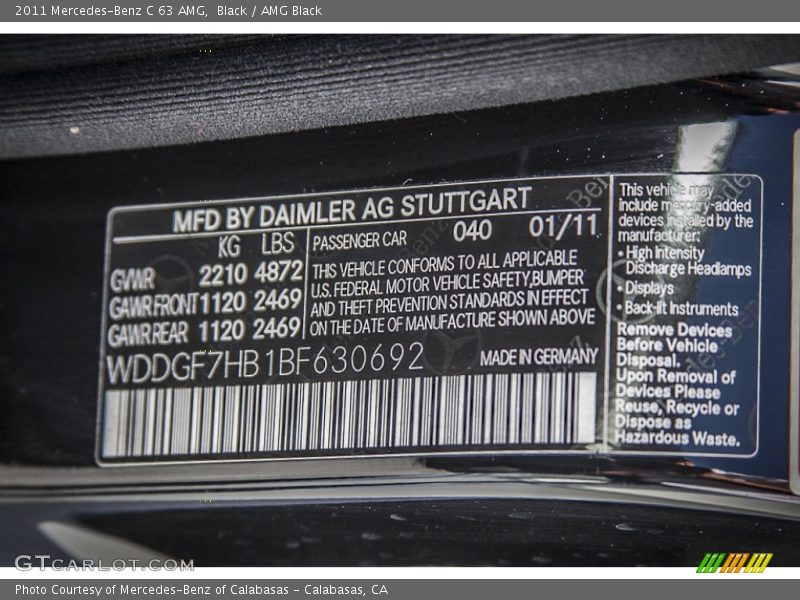 2011 Mercedes-Benz C 63 AMG,  Black / AMG Black
MFD BY DAIMLER AG STUTTGART
KG LBS
GVWR 2210 4872
GAWR FRONT 1120 2469
GAWR REAR 1120 2469
PASSENGER CAR 040 01/11
THIS VEHICLE CONFORMS TO ALL APPLICABLE
U.S. FEDERAL MOTOR VEHICLE SAFETY, BUMPER
AND THEFT PREVENTION STANDARDS IN EFFECT
ON THE DATE OF MANUFACTURE SHOWN ABOVE
WDDGF7HB1BF630692
MADE IN GERMANY
This vehicle may
include mercury-added
devices installed by the
manufacturer:
• High Intensity
Discharge Headlamps
• Displays
• Back-lit Instruments
Remove Devices
Before Vehicle
Disposal.
Upon Removal of
Devices Please
Reuse, Recycle or
Dispose as
Hazardous Waste.
GTCARLOT.COM
Photo Courtesy of Mercedes-Benz of Calabasas - Calabasas, CA